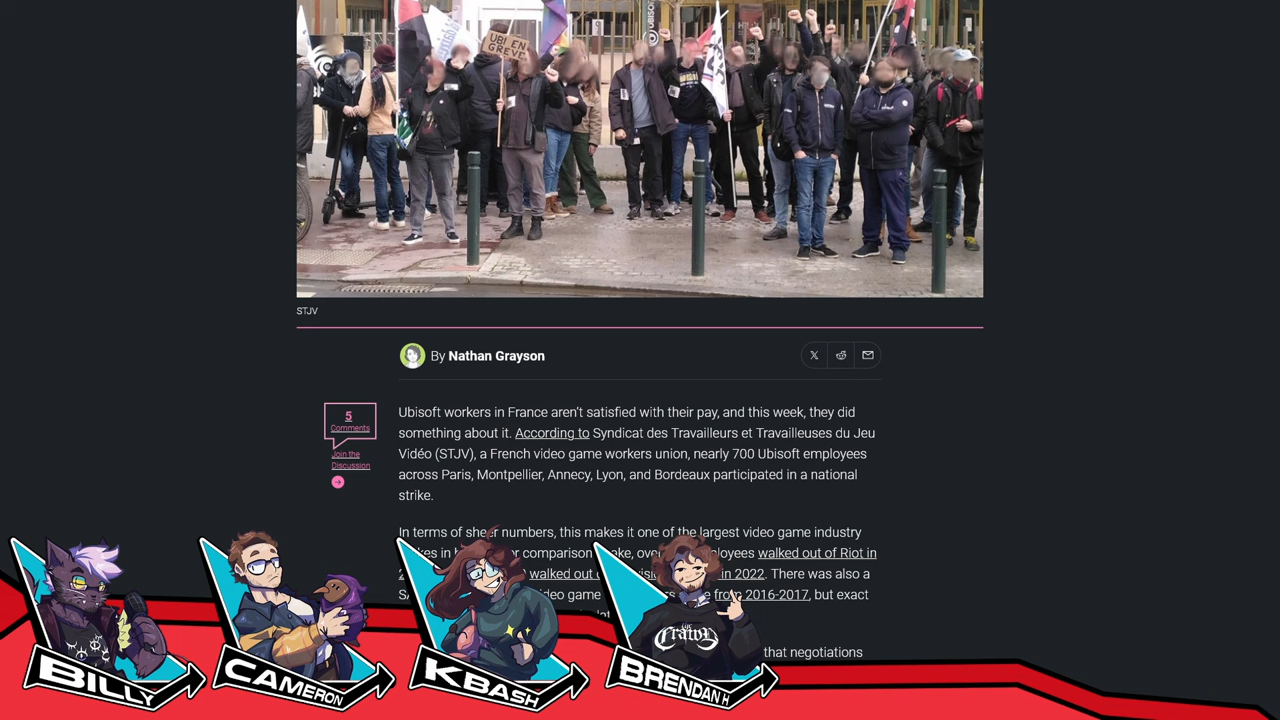 UBISOFT
UBI EN
GREVE
STJV
By Nathan Grayson
5
Comments
Join the
Discussion
Ubisoft workers in France aren't satisfied with their pay, and this week, they did
something about it. According to Syndicat des Travailleurs et Travailleuses du Jeu
Vidéo (STJV), a French video game workers union, nearly 700 Ubisoft employees
across Paris, Montpellier, Annecy, Lyon, and Bordeaux participated in a national
strike.
In terms of sheer numbers, this makes it one of the largest video game industry
comparison employees walked out of Riot in
walked out in 2022. There was also a
video game from 2016-2017, but exact
that negotiations
BILLY
CAMERON
KBASH
BRENDAN H